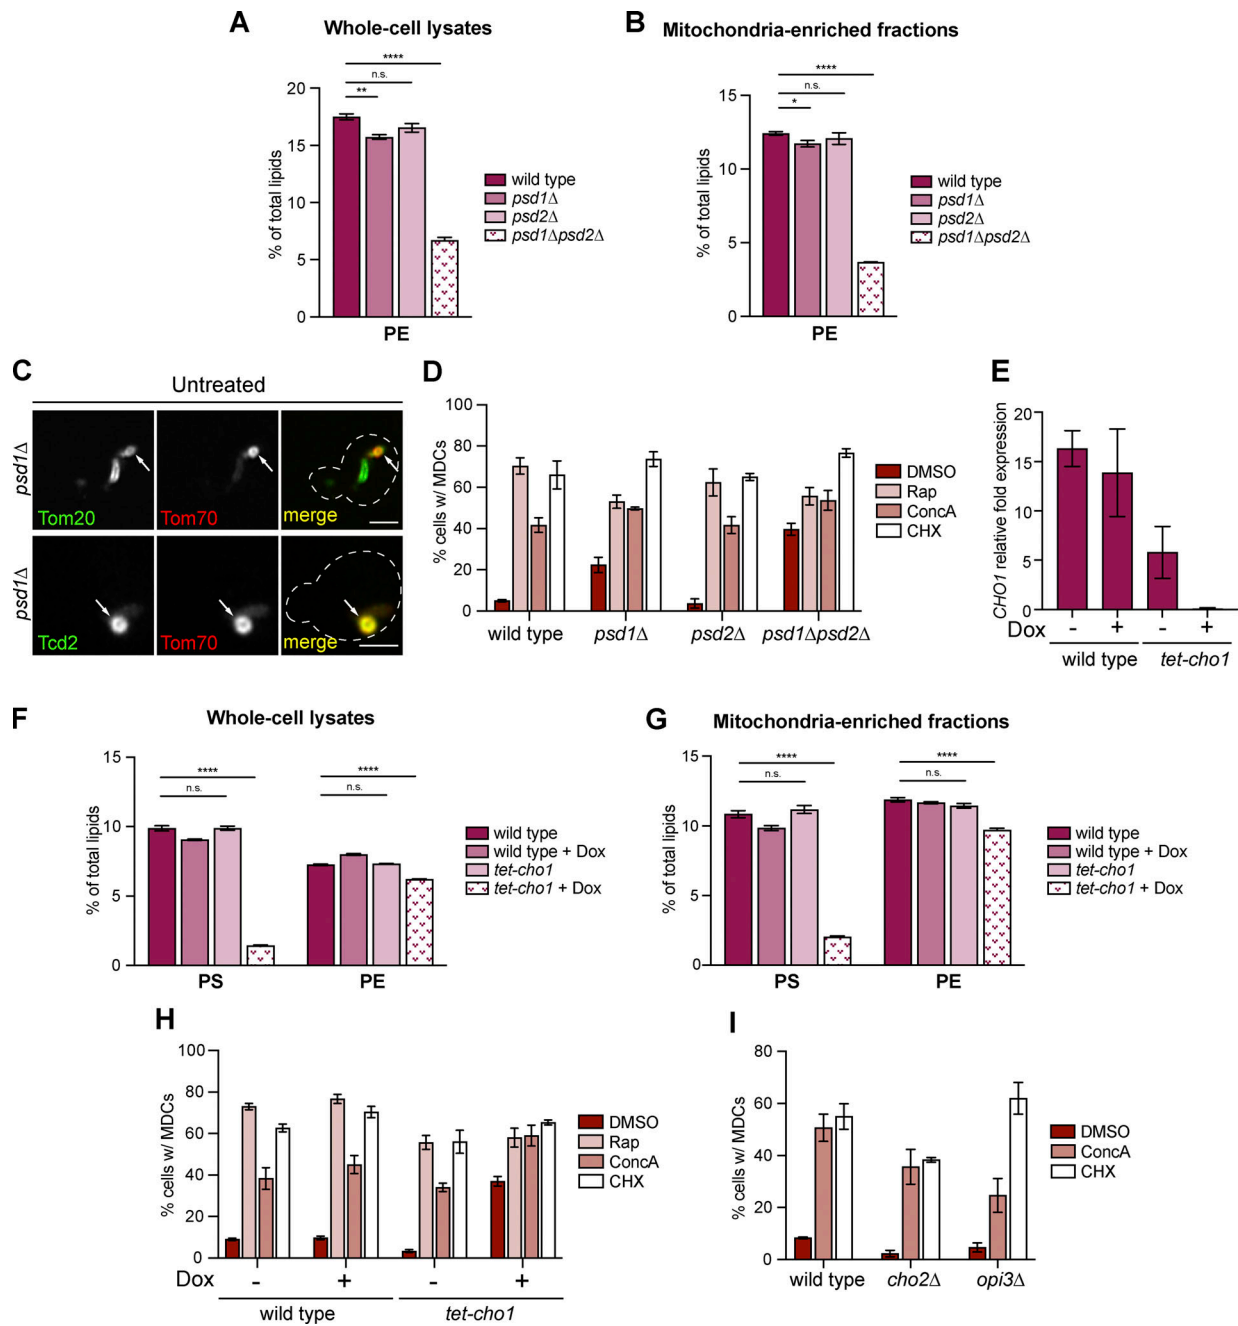 A
Whole-cell lysates
****
n.s.
**
20
15
10
5
0
% of total lipids
PE
wild type
psd1Δ
psd2Δ
psd1Δpsd2Δ
B
Mitochondria-enriched fractions
****
n.s.
*
15
10
5
0
% of total lipids
PE
wild type
psd1Δ
psd2Δ
psd1Δpsd2Δ
C
Untreated
psd1Δ
Tom20
Tom70
merge
psd1Δ
Tcd2
Tom70
merge
D
100
80
60
40
20
0
% cells w/ MDCs
wild type
psd1Δ
psd2Δ
psd1Δpsd2Δ
DMSO
Rap
ConcA
CHX
E
20
15
10
5
0
CHO1 relative fold expression
Dox - + - +
wild type tet-cho1
F
Whole-cell lysates
15
10
5
0
% of total lipids
****
n.s.
****
n.s.
PS PE
wild type
wild type + Dox
tet-cho1
tet-cho1 + Dox
G
Mitochondria-enriched fractions
15
10
5
0
% of total lipids
****
n.s.
****
n.s.
PS PE
wild type
wild type + Dox
tet-cho1
tet-cho1 + Dox
H
100
80
60
40
20
0
% cells w/ MDCs
Dox - + - +
wild type tet-cho1
DMSO
Rap
ConcA
CHX
I
80
60
40
20
0
% cells w/ MDCs
wild type cho2Δ opi3Δ
DMSO
ConcA
CHX